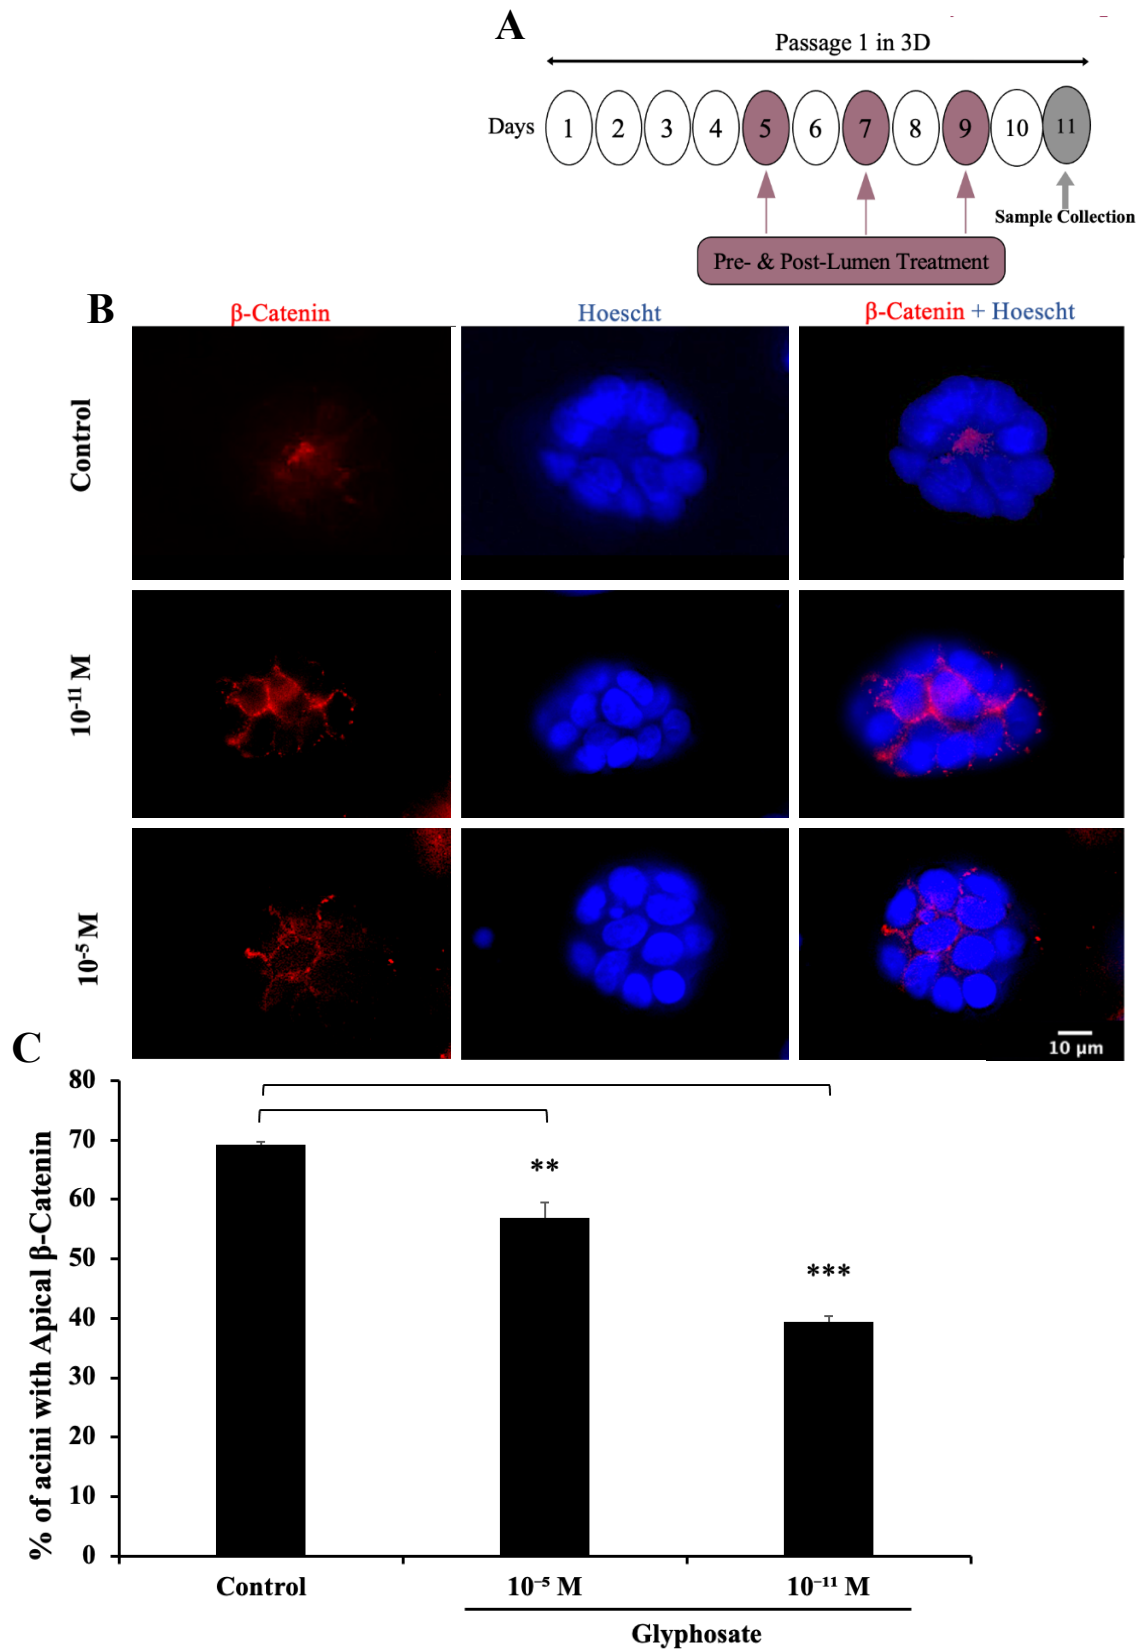 A
Passage 1 in 3D
Days 1 2 3 4 5 6 7 8 9 10 11
Sample Collection
Pre- & Post-Lumen Treatment
B
β-Catenin Hoescht β-Catenin + Hoescht
Control
10⁻¹¹ M
10⁻⁵ M
10 μm
C
% of acini with Apical β-Catenin
80
70
60
50
40
30
20
10
0
**
***
Control 10⁻⁵ M 10⁻¹¹ M
Glyphosate